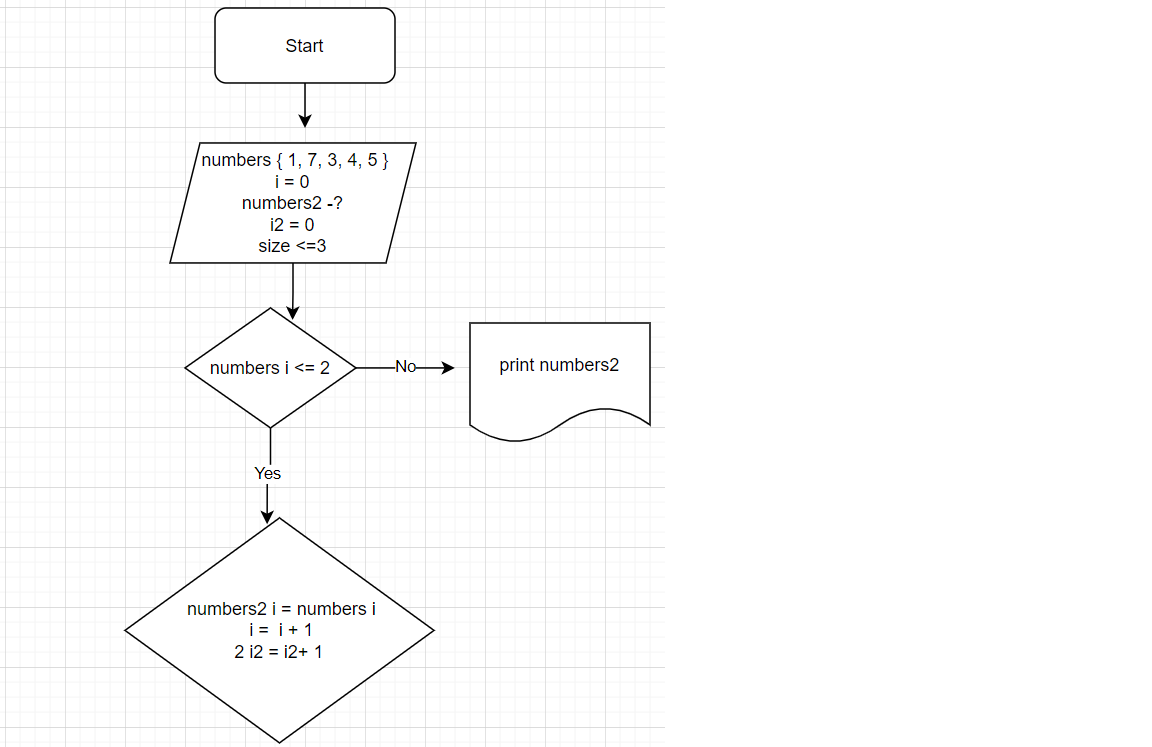 Start
numbers { 1, 7, 3, 4, 5 }
i = 0
numbers2 -?
i2 = 0
size <=3
numbers i <= 2
No
print numbers2
Yes
numbers2 i = numbers i
i = i + 1
2 i2 = i2+ 1